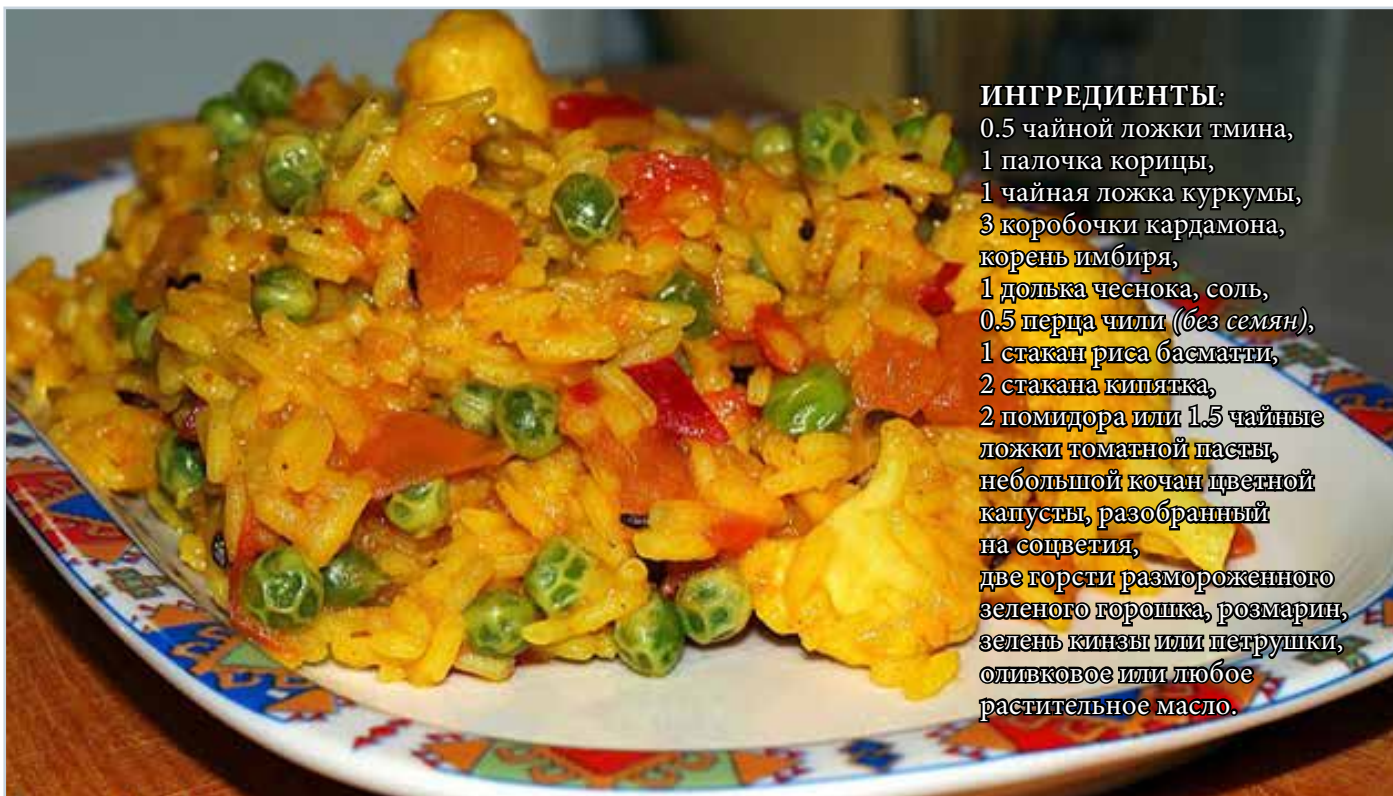 ИНГРЕДИЕНТЫ:
0.5 чайной ложки тмина,
1 палочка корицы,
1 чайная ложка куркумы,
3 коробочки кардамона,
корень имбиря,
1 долька чеснока, соль,
0.5 перца чили (без семян),
1 стакан риса басматти,
2 стакана кипятка,
2 помидора или 1.5 чайные
ложки томатной пасты,
небольшой кочан цветной
капусты, разобранный
на соцветия,
две горсти размороженного
зеленого горошка, розмарин,
зелень кинзы или петрушки,
оливковое или любое
растительное масло.